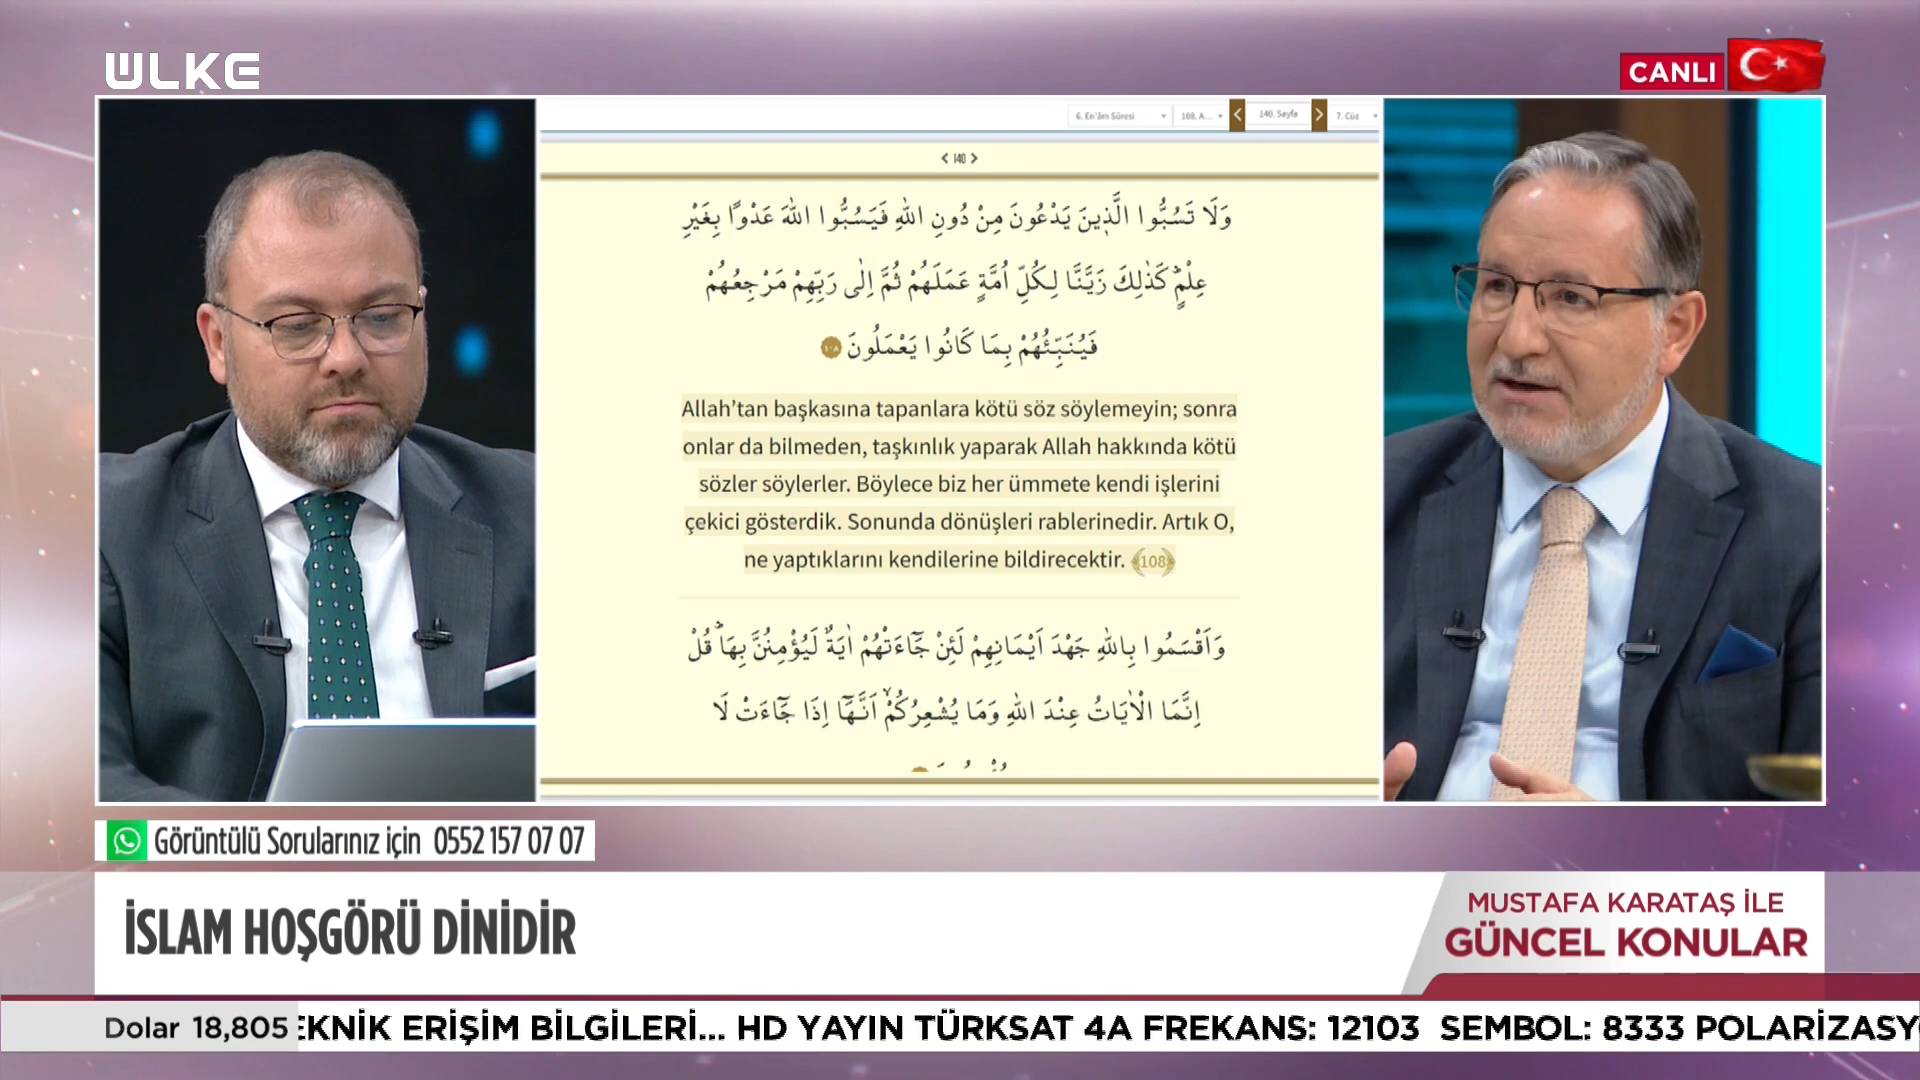 ÜLKE
CANLI
6. En'âm Sûresi
108. A...
140. Sayfa
7. Cüz
140
وَلَا تَسُبُّوا الَّذٖينَ يَدْعُونَ مِنْ دُونِ اللّٰهِ فَيَسُبُّوا اللّٰهَ عَدْوًا بِغَيْرِ
عِلْمٍؕ كَذٰلِكَ زَيَّنَّا لِكُلِّ اُمَّةٍ عَمَلَهُمْ ثُمَّ اِلٰى رَبِّهِمْ مَرْجِعُهُمْ
فَيُنَبِّئُهُمْ بِمَا كَانُوا يَعْمَلُونَ ١٠٨
Allah'tan başkasına tapanlara kötü söz söylemeyin; sonra
onlar da bilmeden, taşkınlık yaparak Allah hakkında kötü
sözler söylerler. Böylece biz her ümmete kendi işlerini
çekici gösterdik. Sonunda dönüşleri rablerinedir. Artık O,
ne yaptıklarını kendilerine bildirecektir. ﴾108﴿
وَاَقْسَمُوا بِاللّٰهِ جَهْدَ اَيْمَانِهِمْ لَئِنْ جَٓاءَتْهُمْ اٰيَةٌ لَيُؤْمِنُنَّ بِهَاؕ قُلْ
اِنَّمَا الْاٰيَاتُ عِنْدَ اللّٰهِ وَمَا يُشْعِرُكُمْۙ اَنَّهَٓا اِذَا جَٓاءَتْ لَا
Görüntülü Sorularınız için 0552 157 07 07
İSLAM HOŞGÖRÜ DİNİDİR
MUSTAFA KARATAŞ İLE
GÜNCEL KONULAR
Dolar 18,805 EKNİK ERİŞİM BİLGİLERİ... HD YAYIN TÜRKSAT 4A FREKANS: 12103 SEMBOL: 8333 POLARİZASY